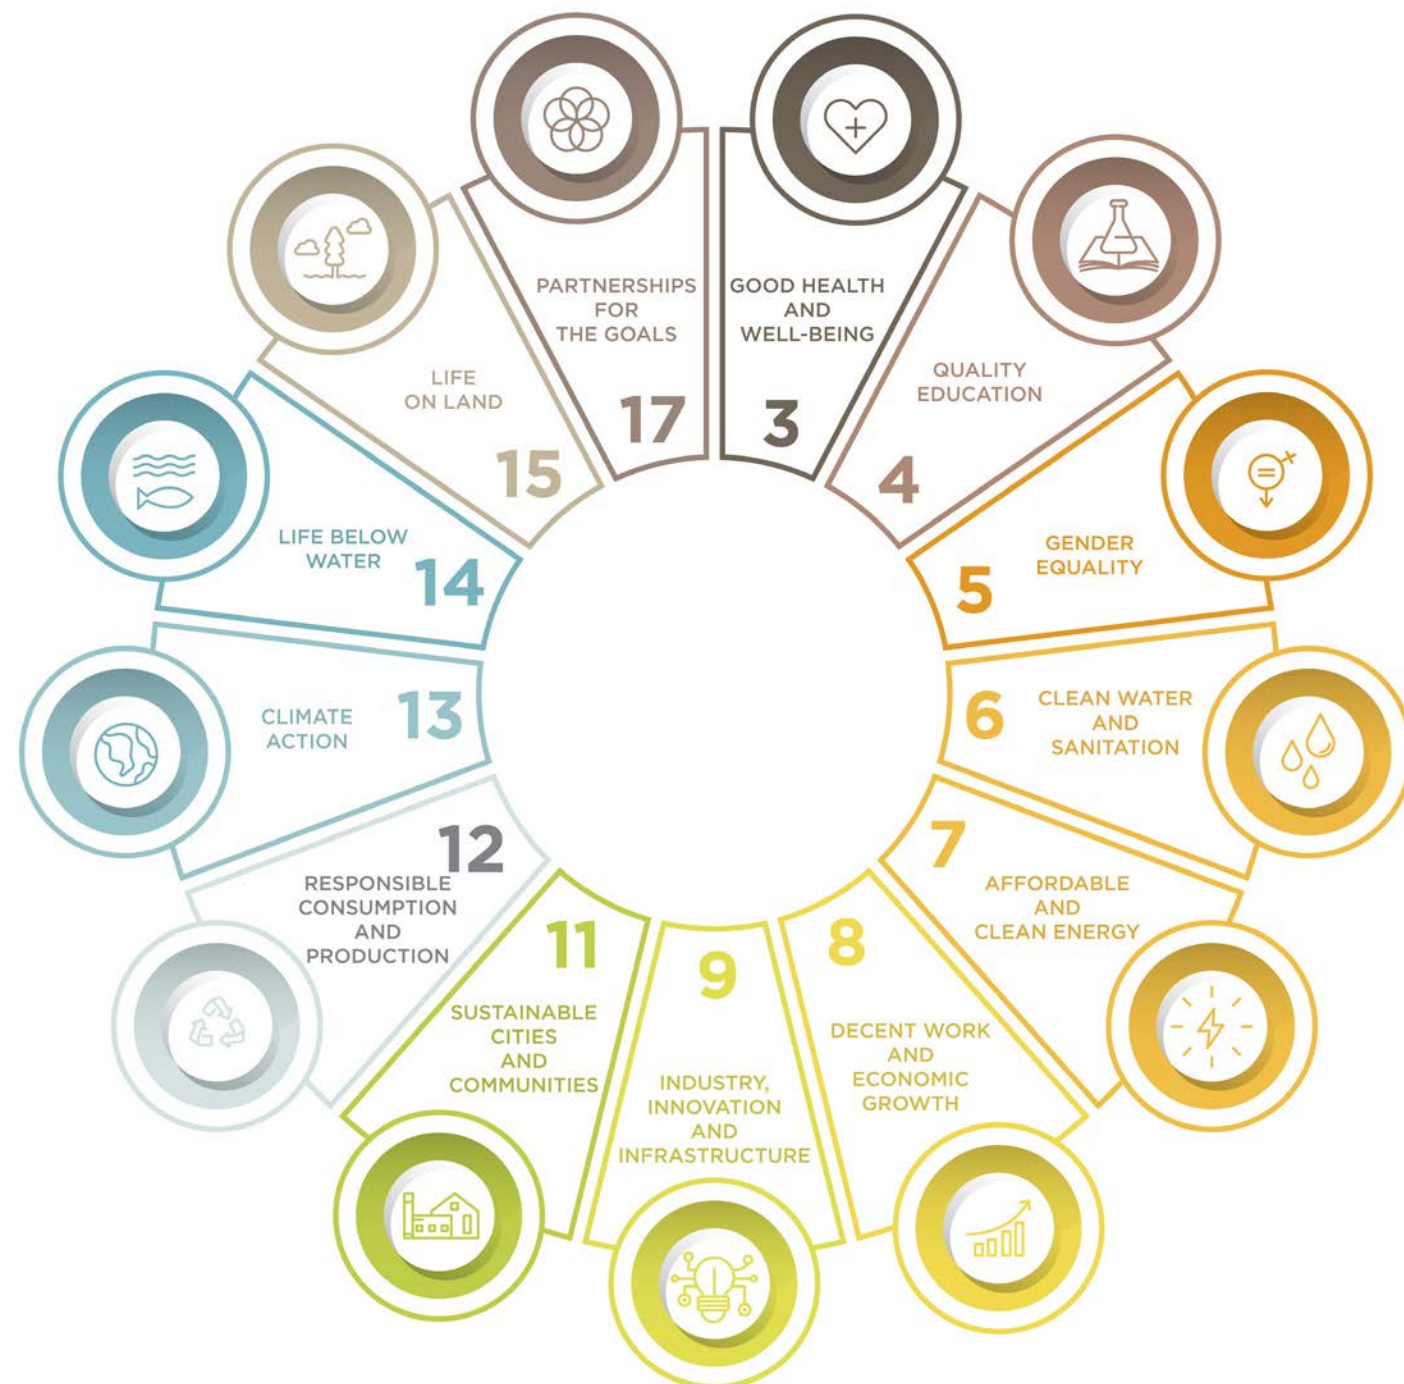 GOOD HEALTH
AND
WELL-BEING
3
QUALITY
EDUCATION
4
GENDER
EQUALITY
5
CLEAN WATER
AND
SANITATION
6
AFFORDABLE
AND
CLEAN ENERGY
7
DECENT WORK
AND
ECONOMIC
GROWTH
8
INDUSTRY,
INNOVATION
AND
INFRASTRUCTURE
9
SUSTAINABLE
CITIES
AND
COMMUNITIES
11
RESPONSIBLE
CONSUMPTION
AND
PRODUCTION
12
CLIMATE
ACTION
13
LIFE BELOW
WATER
14
LIFE
ON LAND
15
PARTNERSHIPS
FOR
THE GOALS
17